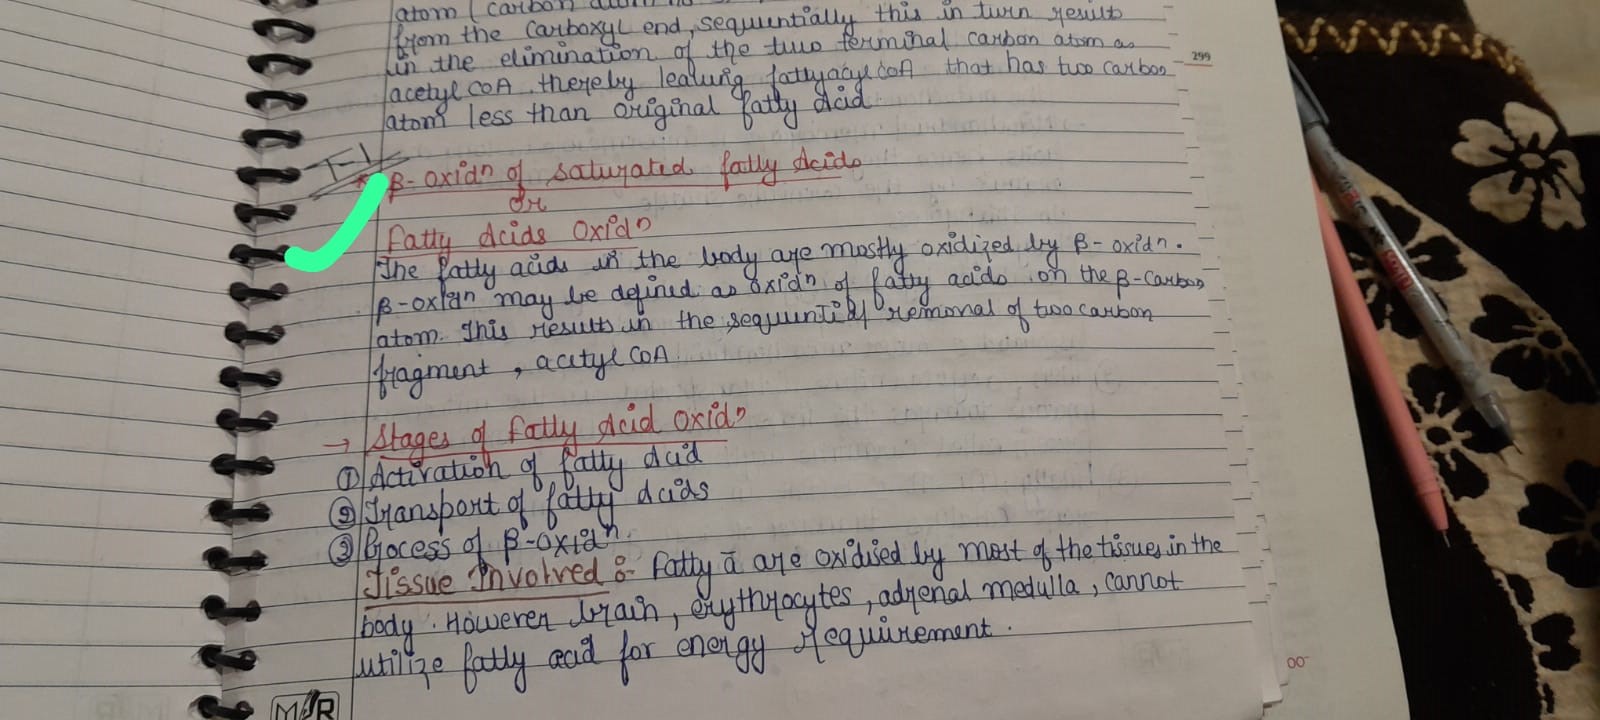 atom (carbon atom no
from the carboxyl end, sequentially this in turn result
in the elimination of the two terminal carbon atom as
acetyl CoA thereby leaving fattyacyl CoA that has two carbon
atom less than original fatty Acid.
T-1
* β-oxidn of saturated fatty Acids
Or
Fatty Acids Oxidn
The fatty acids in the body are mostly oxidized by β-oxidn.
β-oxidn may be defined as oxidn of fatty acids on the β-carbon
atom. This results in the sequential removal of two carbon
fragment, acetyl CoA.
→ Stages of fatty Acid Oxidn
① Activation of fatty Acid
② Transport of fatty Acids
③ Process of β-oxidn.
Tissue Involved :- Fatty ā are oxidised by most of the tissues in the
body. However brain, erythrocytes, adrenal medulla, cannot
utilize fatty acid for energy requirement.
299
00
MR